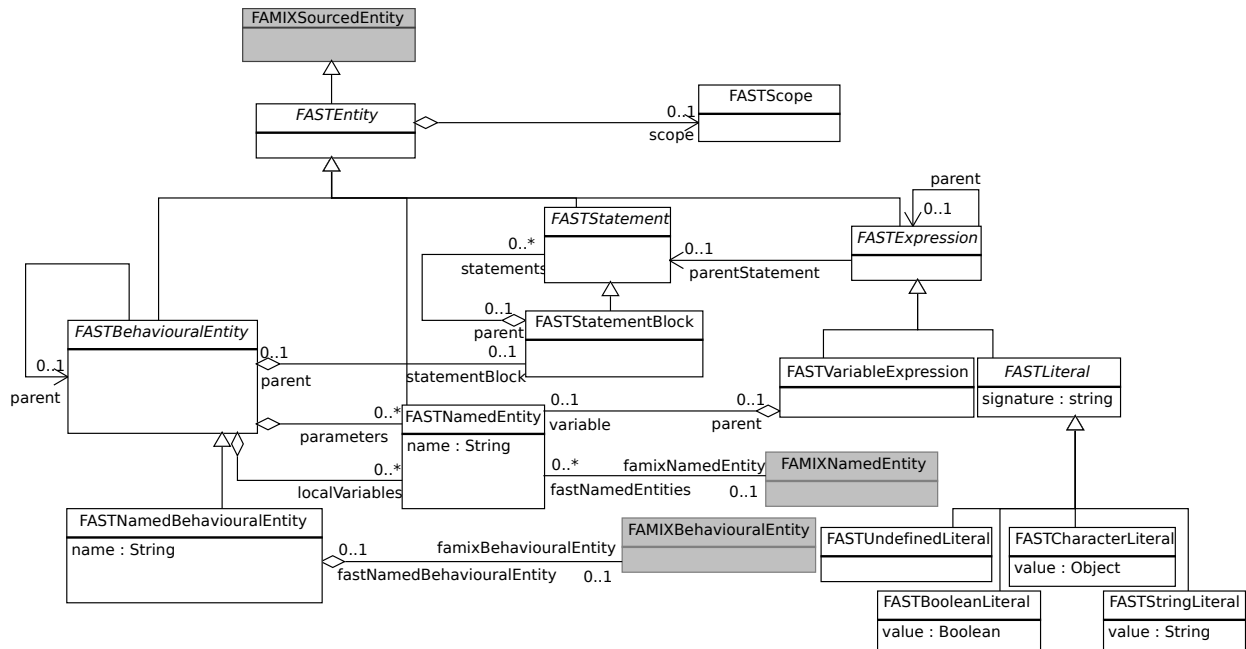 FAMIXSourcedEntity
FASTEntity
0..1
scope
FASTScope
parent
0..1
FASTStatement
FASTExpression
0..*
statements
0..1
parentStatement
0..1
parent
FASTStatementBlock
FASTBehaviouralEntity
0..1
parent
0..1
parent
0..1
statementBlock
FASTVariableExpression
FASTLiteral
signature : string
0..*
parameters
FASTNamedEntity
name : String
0..1
variable
0..1
parent
0..*
localVariables
0..*
famixNamedEntity
fastNamedEntities
0..1
FAMIXNamedEntity
FASTNamedBehaviouralEntity
name : String
0..1
famixBehaviouralEntity
fastNamedBehaviouralEntity
0..1
FAMIXBehaviouralEntity
FASTUndefinedLiteral
FASTCharacterLiteral
value : Object
FASTBooleanLiteral
value : Boolean
FASTStringLiteral
value : String